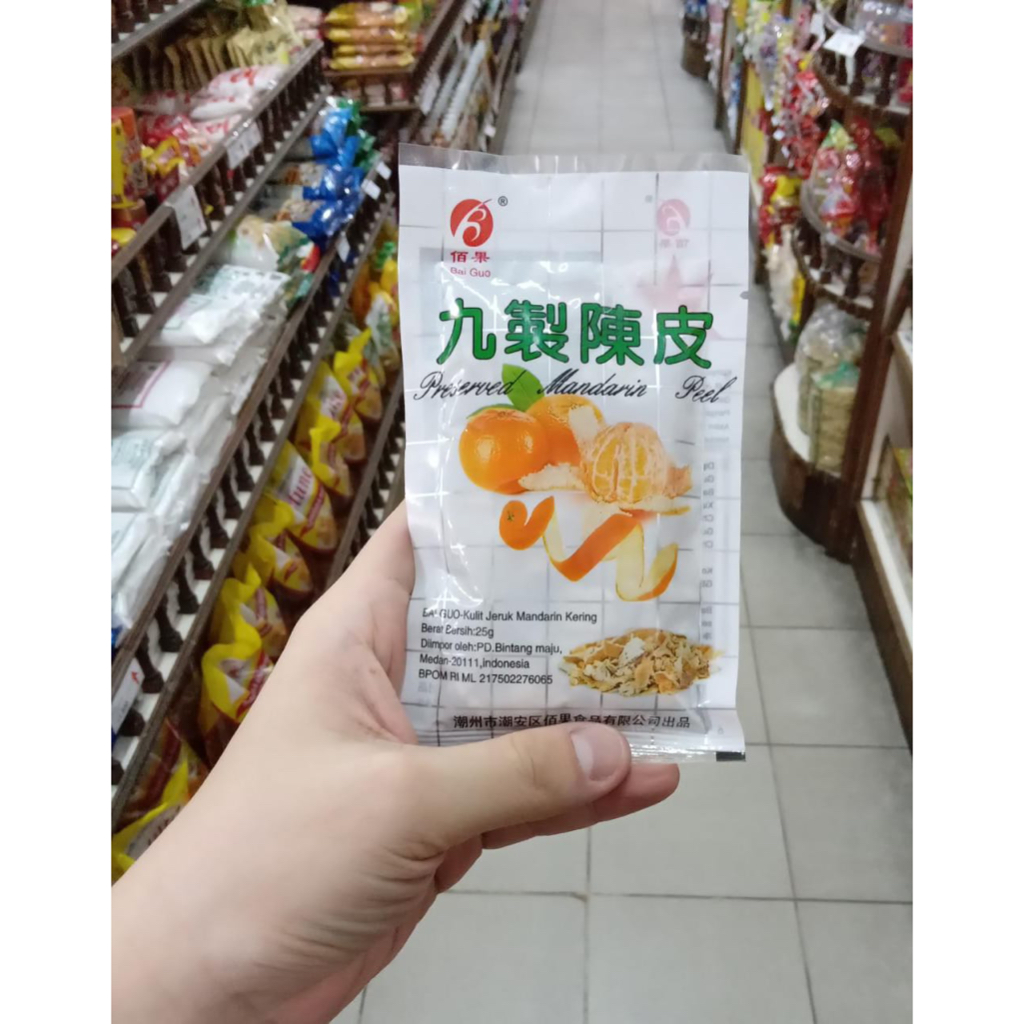 ®
佰果
Bai Guo
九製陳皮
Preserved Mandarin Peel
BAI GUO-Kulit Jeruk Mandarin Kering
Berat Bersih:25g
Diimpor oleh:PD.Bintang maju,
Medan-20111,indonesia
BPOM RI ML 217502276065
潮州市潮安区佰果食品有限公司出品